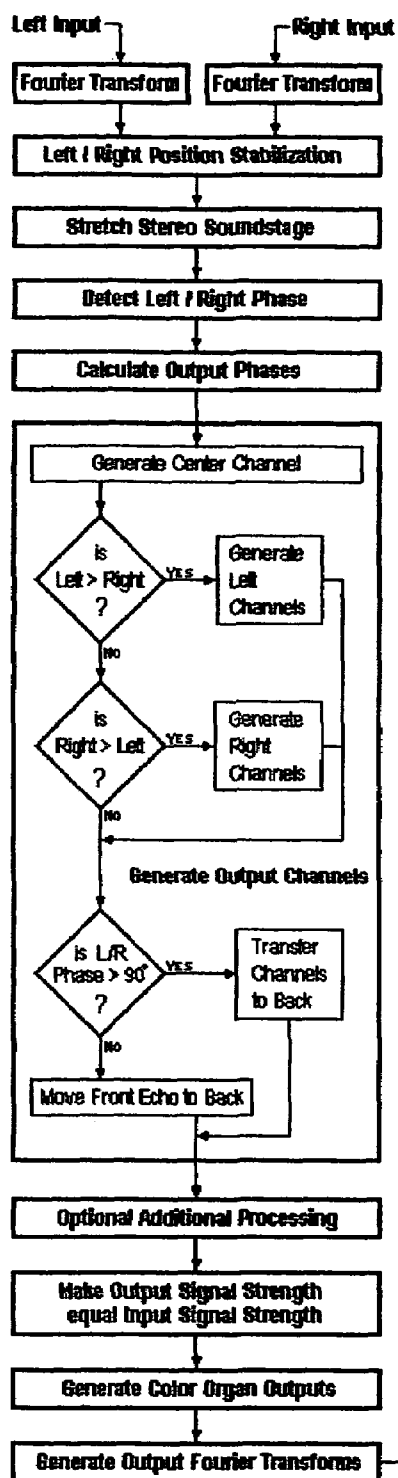 Left Input
Right Input
Fourier Transform
Fourier Transform
Left / Right Position Stabilization
Stretch Stereo Soundstage
Detect Left / Right Phase
Calculate Output Phases
Generate Center Channel
is
Left > Right
?
YES
Generate
Left
Channels
NO
is
Right > Left
?
YES
Generate
Right
Channels
NO
Generate Output Channels
is L/R
Phase > 90°
?
YES
Transfer
Channels
to Back
NO
Move Front Echo to Back
Optional Additional Processing
Make Output Signal Strength
equal Input Signal Strength
Generate Color Organ Outputs
Generate Output Fourier Transforms